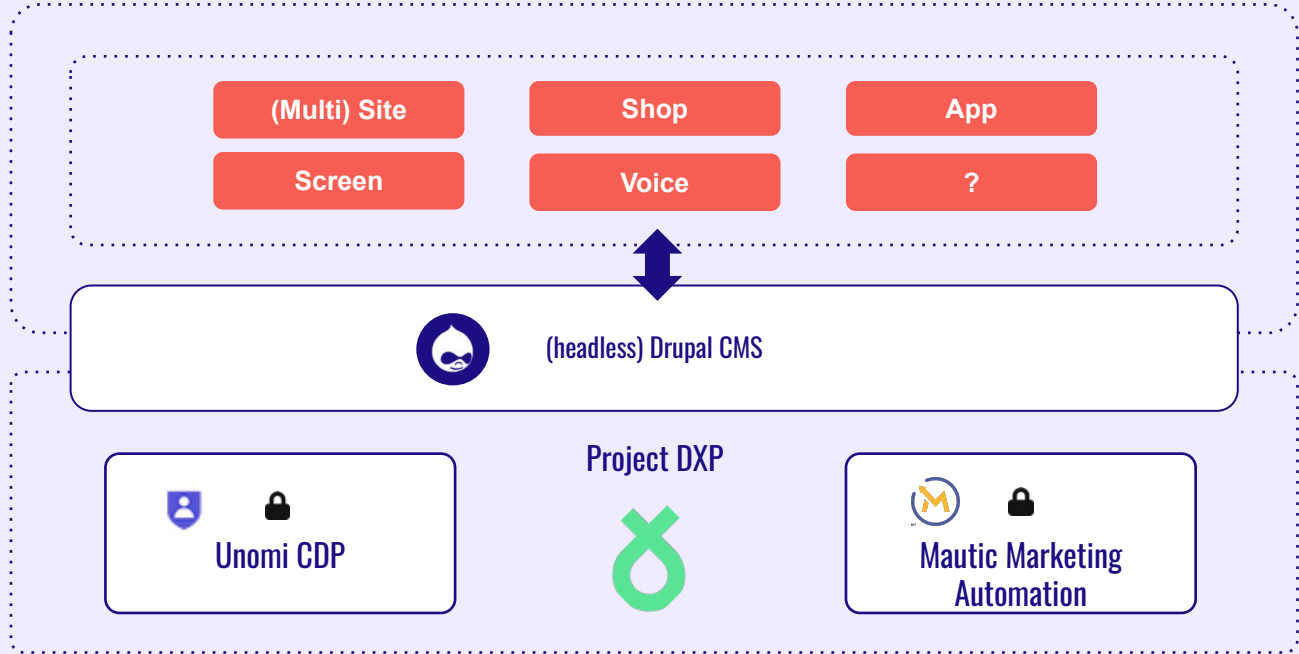 (Multi) Site
Shop
App
Screen
Voice
?
(headless) Drupal CMS
Project DXP
Unomi CDP
Mautic Marketing
Automation